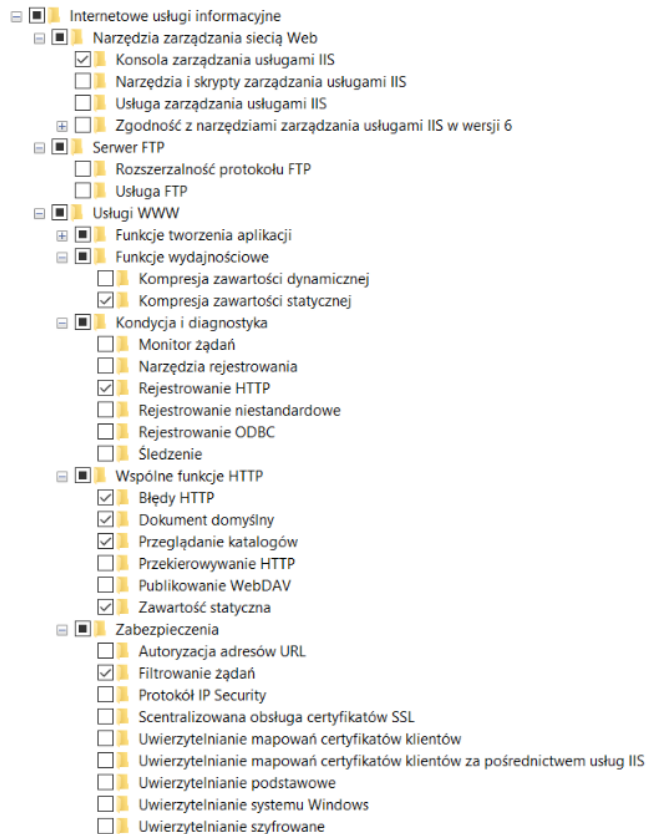 Internetowe usługi informacyjne
Narzędzia zarządzania siecią Web
Konsola zarządzania usługami IIS
Narzędzia i skrypty zarządzania usługami IIS
Usługa zarządzania usługami IIS
Zgodność z narzędziami zarządzania usługami IIS w wersji 6
Serwer FTP
Rozszerzalność protokołu FTP
Usługa FTP
Usługi WWW
Funkcje tworzenia aplikacji
Funkcje wydajnościowe
Kompresja zawartości dynamicznej
Kompresja zawartości statycznej
Kondycja i diagnostyka
Monitor żądań
Narzędzia rejestrowania
Rejestrowanie HTTP
Rejestrowanie niestandardowe
Rejestrowanie ODBC
Śledzenie
Wspólne funkcje HTTP
Błędy HTTP
Dokument domyślny
Przeglądanie katalogów
Przekierowywanie HTTP
Publikowanie WebDAV
Zawartość statyczna
Zabezpieczenia
Autoryzacja adresów URL
Filtrowanie żądań
Protokół IP Security
Scentralizowana obsługa certyfikatów SSL
Uwierzytelnianie mapowań certyfikatów klientów
Uwierzytelnianie mapowań certyfikatów klientów za pośrednictwem usług IIS
Uwierzytelnianie podstawowe
Uwierzytelnianie systemu Windows
Uwierzytelnianie szyfrowane